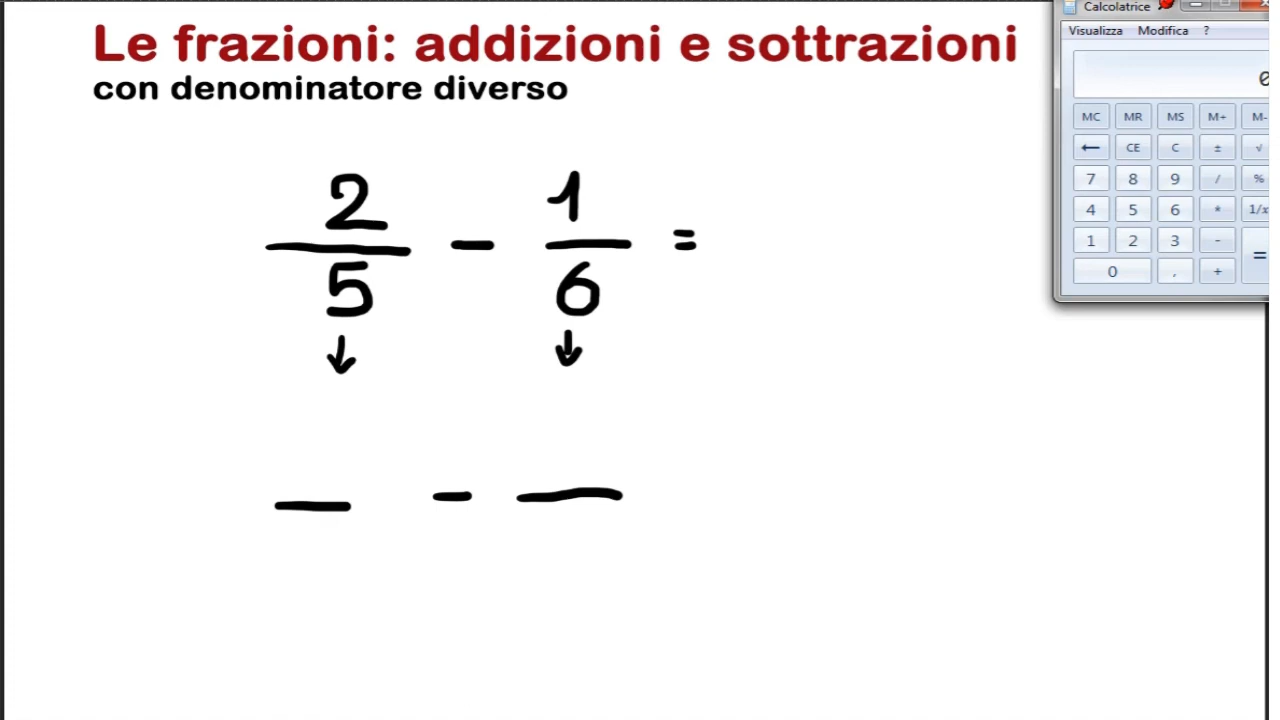 Le frazioni: addizioni e sottrazioni
con denominatore diverso
2 1
— - — =
5 6
↓ ↓
— - —
Calcolatrice
Visualizza Modifica ?
0
MC MR MS M+ M-
← CE C ± √
7 8 9 / %
4 5 6 * 1/x
1 2 3 - =
0 , +